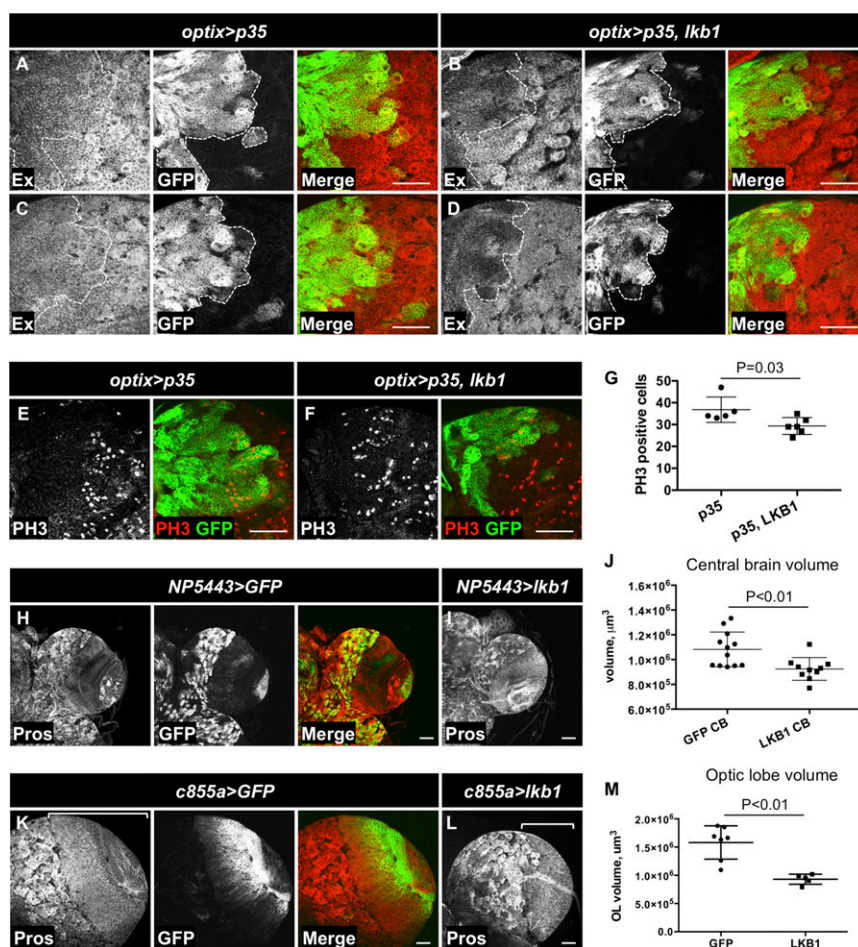 optix>p35
optix>p35, lkb1
A
B
Ex
GFP
Merge
Ex
GFP
Merge
C
D
Ex
GFP
Merge
Ex
GFP
Merge
optix>p35
optix>p35, lkb1
E
F
PH3
PH3 GFP
PH3
PH3 GFP
G
P=0.03
PH3 positive cells
50
40
30
20
10
0
p35
p35, LKB1
NP5443>GFP
NP5443>lkb1
H
I
Pros
GFP
Merge
Pros
J
Central brain volume
P<0.01
volume, μm³
1.6×10⁶
1.4×10⁶
1.2×10⁶
1.0×10⁶
8.0×10⁵
6.0×10⁵
GFP CB
LKB1 CB
c855a>GFP
c855a>lkb1
K
L
Pros
GFP
Merge
Pros
M
Optic lobe volume
P<0.01
OL volume, um³
2.0×10⁶
1.5×10⁶
1.0×10⁶
5.0×10⁵
0.0
GFP
LKB1